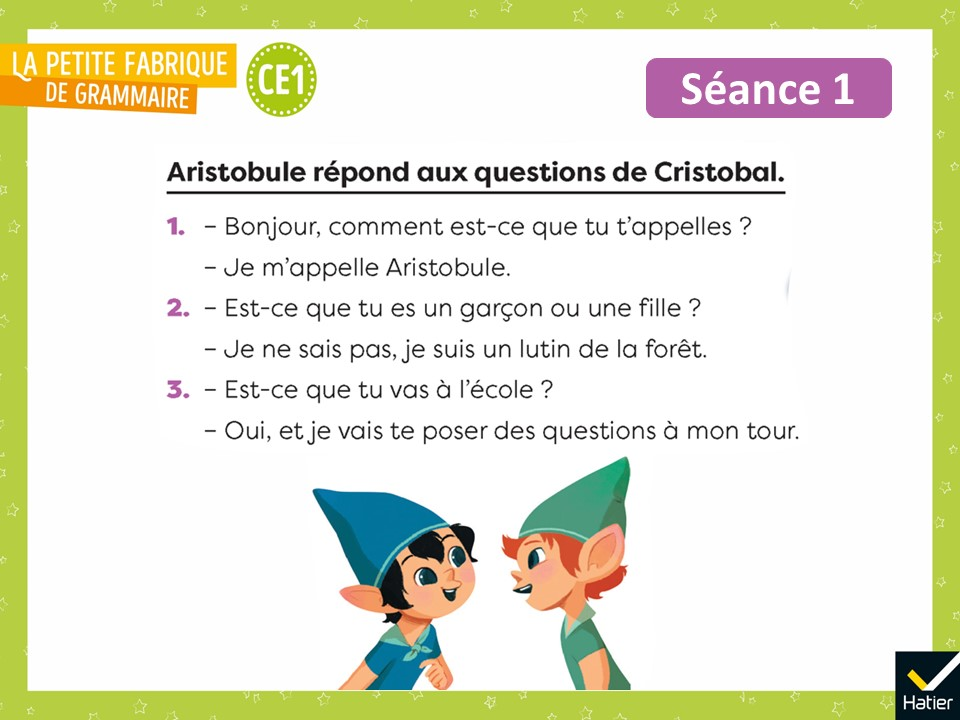 LA PETITE FABRIQUE
DE GRAMMAIRE
CE1
Séance 1
Aristobule répond aux questions de Cristobal.
1. – Bonjour, comment est-ce que tu t’appelles ?
– Je m’appelle Aristobule.
2. – Est-ce que tu es un garçon ou une fille ?
– Je ne sais pas, je suis un lutin de la forêt.
3. – Est-ce que tu vas à l’école ?
– Oui, et je vais te poser des questions à mon tour.
Hatier